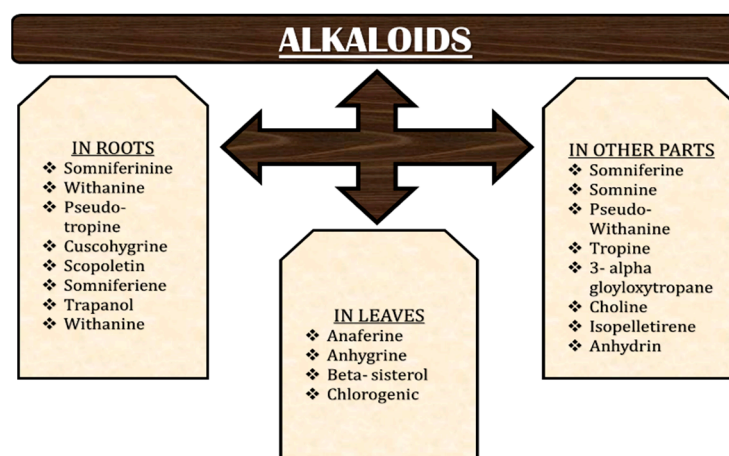 ALKALOIDS
IN ROOTS
❖ Somniferinine
❖ Withanine
❖ Pseudo-
tropine
❖ Cuscohygrine
❖ Scopoletin
❖ Somniferiene
❖ Trapanol
❖ Withanine
IN LEAVES
❖ Anaferine
❖ Anhygrine
❖ Beta- sisterol
❖ Chlorogenic
IN OTHER PARTS
❖ Somniferine
❖ Somnine
❖ Pseudo-
Withanine
❖ Tropine
❖ 3- alpha
gloyloxytropane
❖ Choline
❖ Isopelletirene
❖ Anhydrin